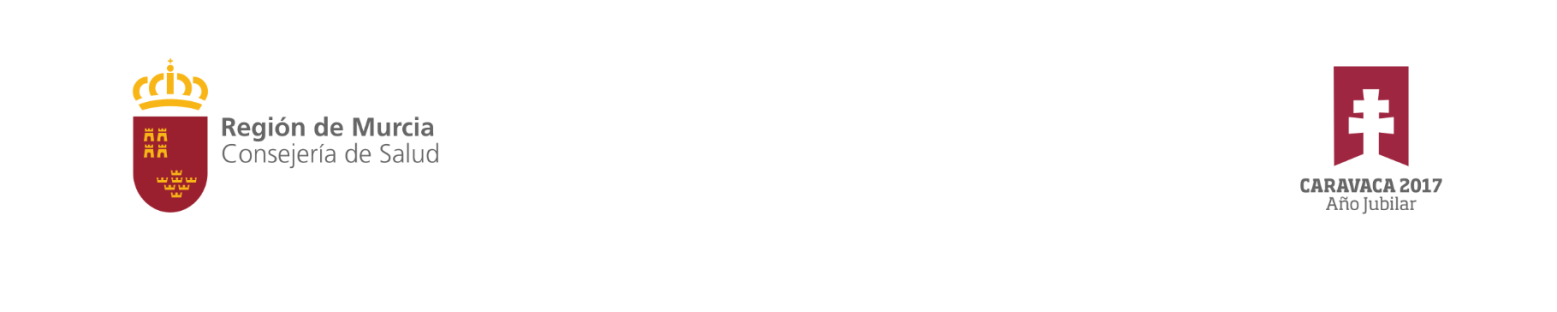 Región de Murcia
Consejería de Salud
CARAVACA 2017
Año Jubilar